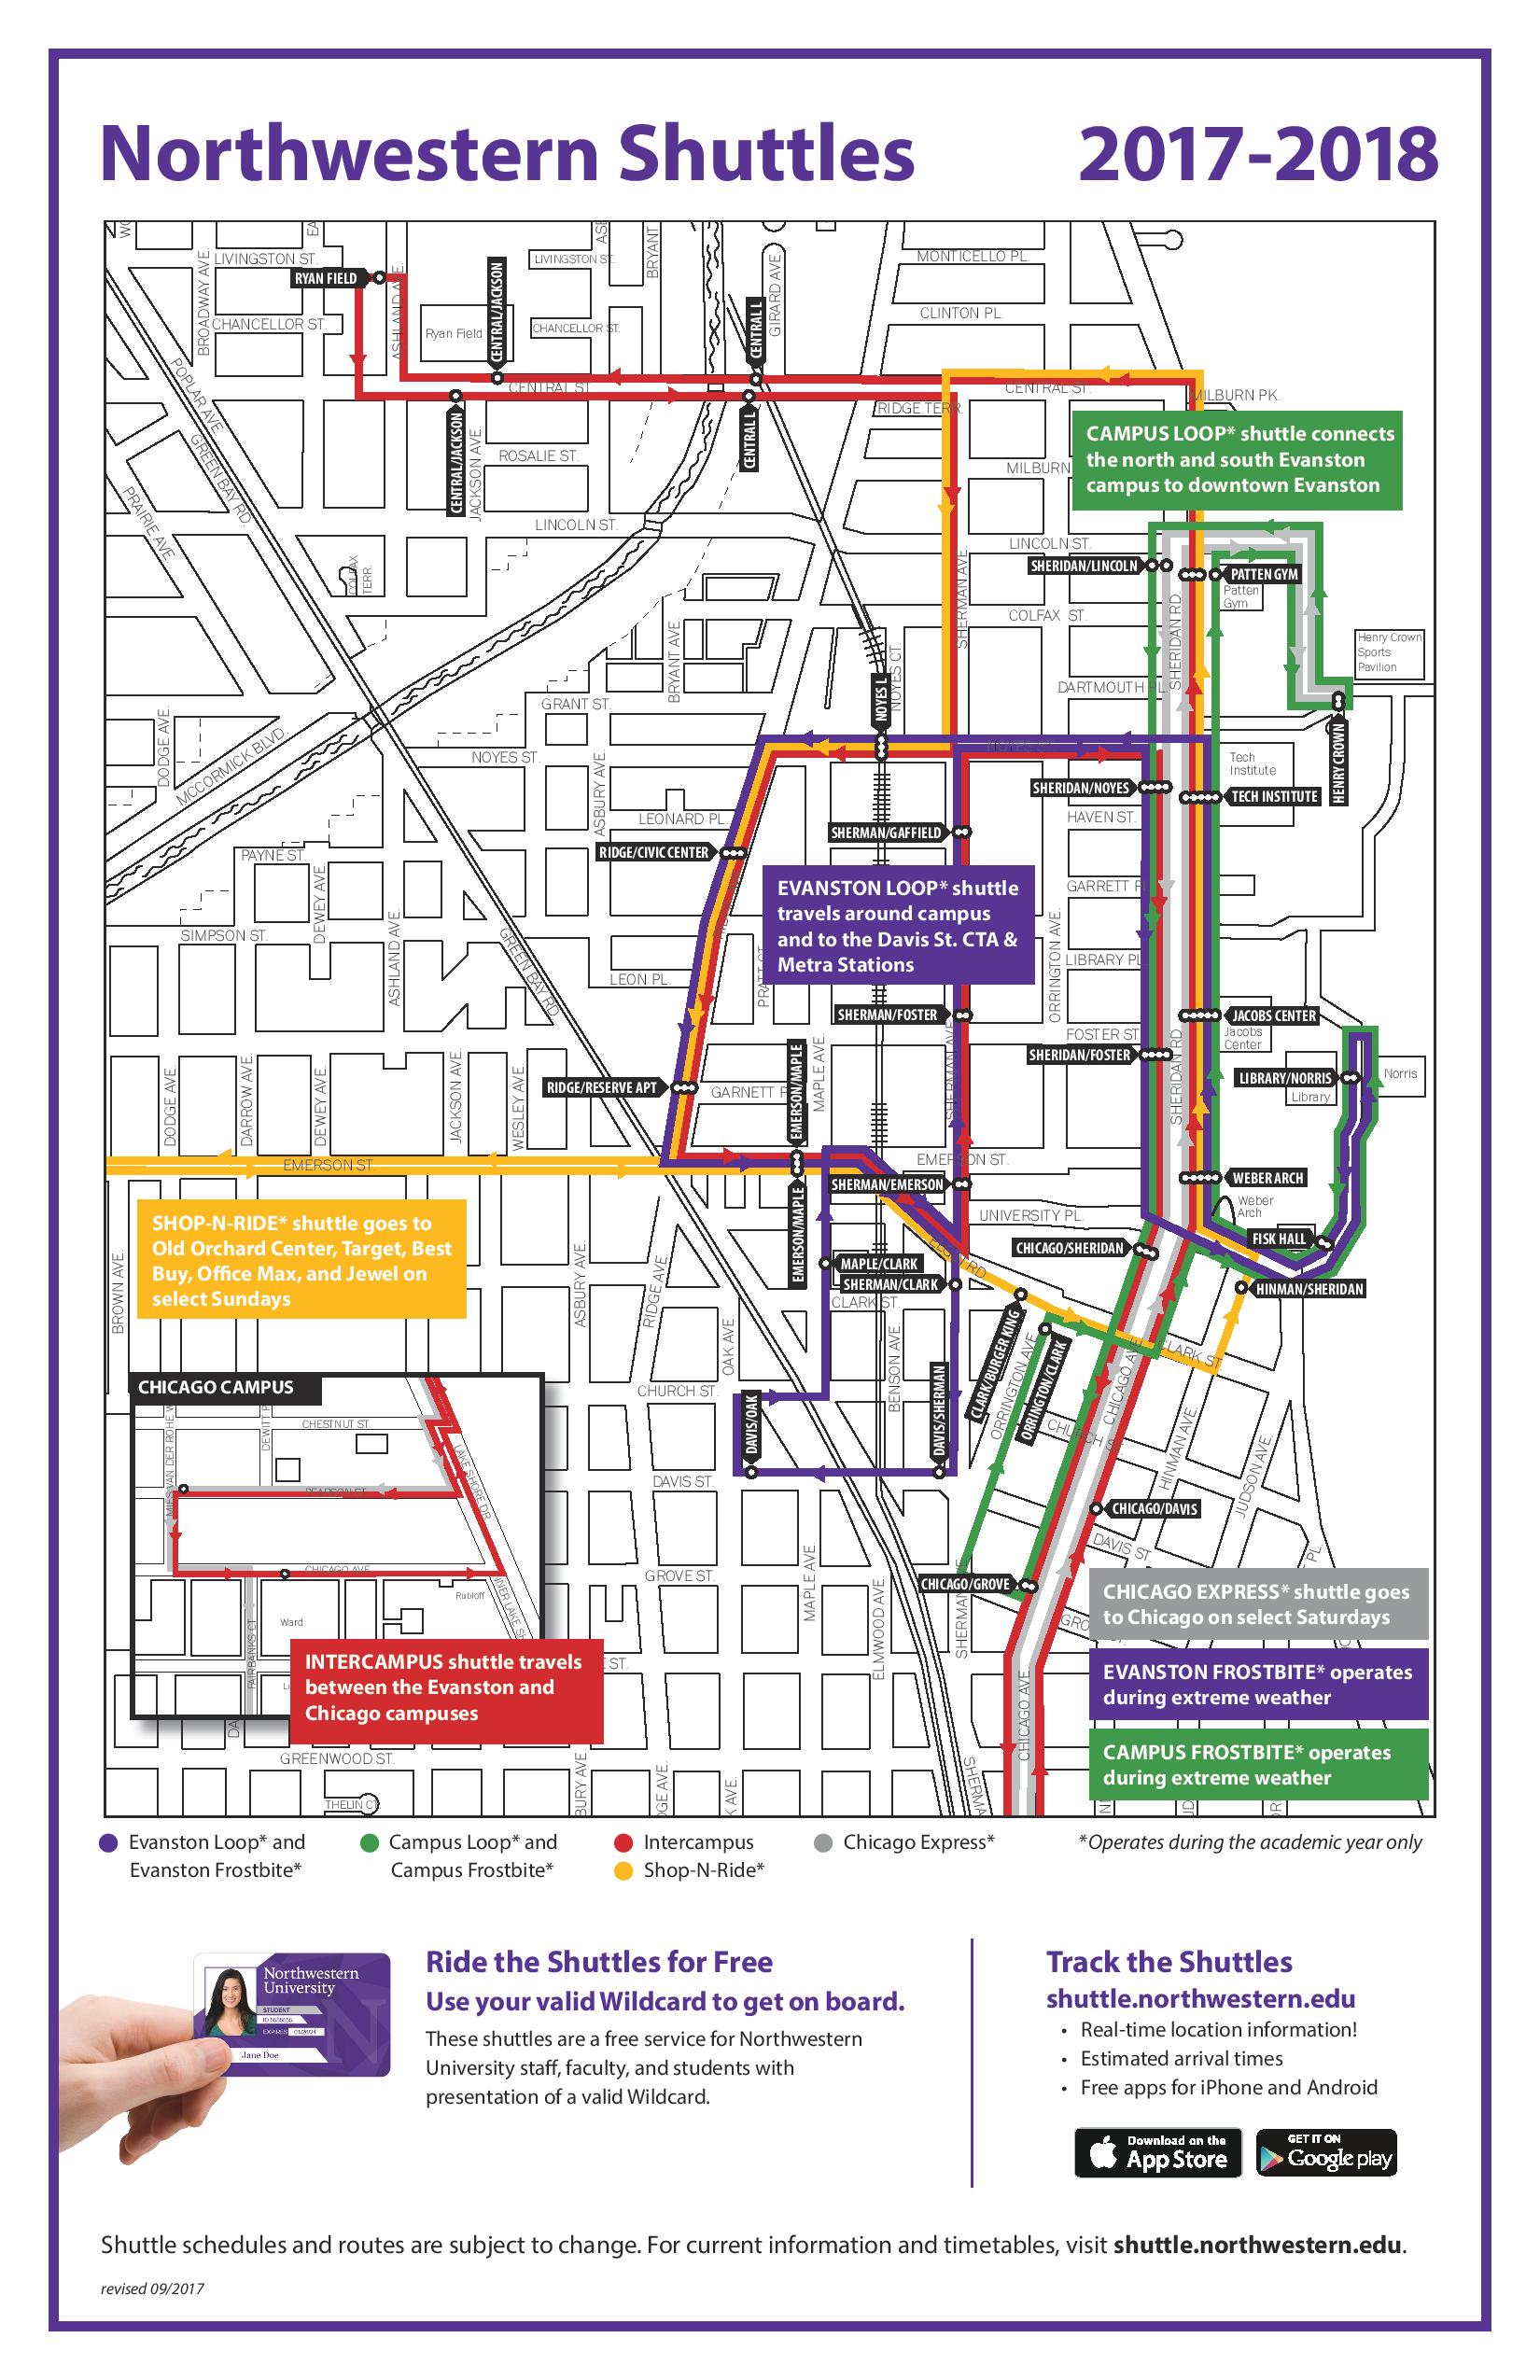 Northwestern Shuttles 2017-2018
LIVINGSTON ST.
LIVINGSTON ST.
MONTICELLO PL.
BROADWAY AVE.
ASHLAND AVE.
BRYANT
GIRARD AVE.
RYAN FIELD
CENTRAL/JACKSON
CENTRAL L
CLINTON PL.
CHANCELLOR ST.
Ryan Field
CHANCELLOR ST.
CENTRAL ST.
CENTRAL ST.
MILBURN PK.
RIDGE TERR.
POPLAR AVE.
GREEN BAY RD.
PRAIRIE AVE.
CENTRAL/JACKSON
JACKSON AVE.
CENTRAL L
ROSALIE ST.
MILBURN
CAMPUS LOOP* shuttle connects
the north and south Evanston
campus to downtown Evanston
LINCOLN ST.
LINCOLN ST.
SHERIDAN/LINCOLN
PATTEN GYM
Patten
Gym
COLFAX
TERR.
COLFAX ST.
SHERMAN AVE.
SHERIDAN RD.
Henry Crown
Sports
Pavilion
BRYANT AVE.
NOYES CT.
NOYES L
DARTMOUTH PL
GRANT ST.
DODGE AVE.
MCCORMICK BLVD.
NOYES ST.
HENRY CROWN
Tech
Institute
ASBURY AVE.
SHERIDAN/NOYES
TECH INSTITUTE
HAVEN ST.
LEONARD PL.
SHERMAN/GAFFIELD
RIDGE/CIVIC CENTER
PAYNE ST.
DEWEY AVE.
EVANSTON LOOP* shuttle
travels around campus
and to the Davis St. CTA &
Metra Stations
GARRETT P
SIMPSON ST.
ASHLAND AVE.
GREEN BAY RD.
LEON PL.
ORRINGTON AVE.
LIBRARY PL
SHERMAN/FOSTER
JACOBS CENTER
Jacobs
Center
FOSTER ST
SHERIDAN/FOSTER
SHERIDAN RD.
LIBRARY/NORRIS
Norris
Library
DODGE AVE.
DARROW AVE.
DEWEY AVE.
JACKSON AVE.
WESLEY AVE.
RIDGE/RESERVE APT
GARNETT P
EMERSON/MAPLE
MAPLE AVE.
SHERMAN AVE.
EMERSON ST.
EMERSON ST.
SHERMAN/EMERSON
WEBER ARCH
Weber
Arch
UNIVERSITY PL.
FISK HALL
CHICAGO/SHERIDAN
HINMAN/SHERIDAN
SHOP-N-RIDE* shuttle goes to
Old Orchard Center, Target, Best
Buy, Office Max, and Jewel on
select Sundays
BROWN AVE.
ASBURY AVE.
RIDGE AVE.
EMERSON/MAPLE
MAPLE/CLARK
SHERMAN/CLARK
CLARK ST.
CLARK/BURGER KING
ORRINGTON AVE
ORRINGTON/CLARK
CLARK ST.
CHICAGO AVE
CHURCH ST.
OAK AVE.
BENSON AVE.
CHURCH ST.
HINMAN AVE.
JUDSON AVE.
DAVIS/OAK
DAVIS/SHERMAN
DAVIS ST.
CHICAGO/DAVIS
DAVIS ST.
CHICAGO CAMPUS
CHESTNUT ST.
MIES VAN DER ROHE W
DEWITT P
LAKE SHORE DR
PEARSON ST.
CHICAGO AVE.
Rubloff
Ward
FAIRBANKS CT.
GROVE ST.
MAPLE AVE.
ELMWOOD AVE.
CHICAGO/GROVE
CHICAGO EXPRESS* shuttle goes
to Chicago on select Saturdays
INTERCAMPUS shuttle travels
between the Evanston and
Chicago campuses
EVANSTON FROSTBITE* operates
during extreme weather
CHICAGO AVE.
CAMPUS FROSTBITE* operates
during extreme weather
GREENWOOD ST.
THELIN CT.
Evanston Loop* and
Evanston Frostbite*
Campus Loop* and
Campus Frostbite*
Intercampus
Shop-N-Ride*
Chicago Express*
*Operates during the academic year only
Northwestern
University
STUDENT
Jane Doe
Ride the Shuttles for Free
Use your valid Wildcard to get on board.
These shuttles are a free service for Northwestern
University staff, faculty, and students with
presentation of a valid Wildcard.
Track the Shuttles
shuttle.northwestern.edu
• Real-time location information!
• Estimated arrival times
• Free apps for iPhone and Android
Download on the
App Store
GET IT ON
Google play
Shuttle schedules and routes are subject to change. For current information and timetables, visit shuttle.northwestern.edu.
revised 09/2017